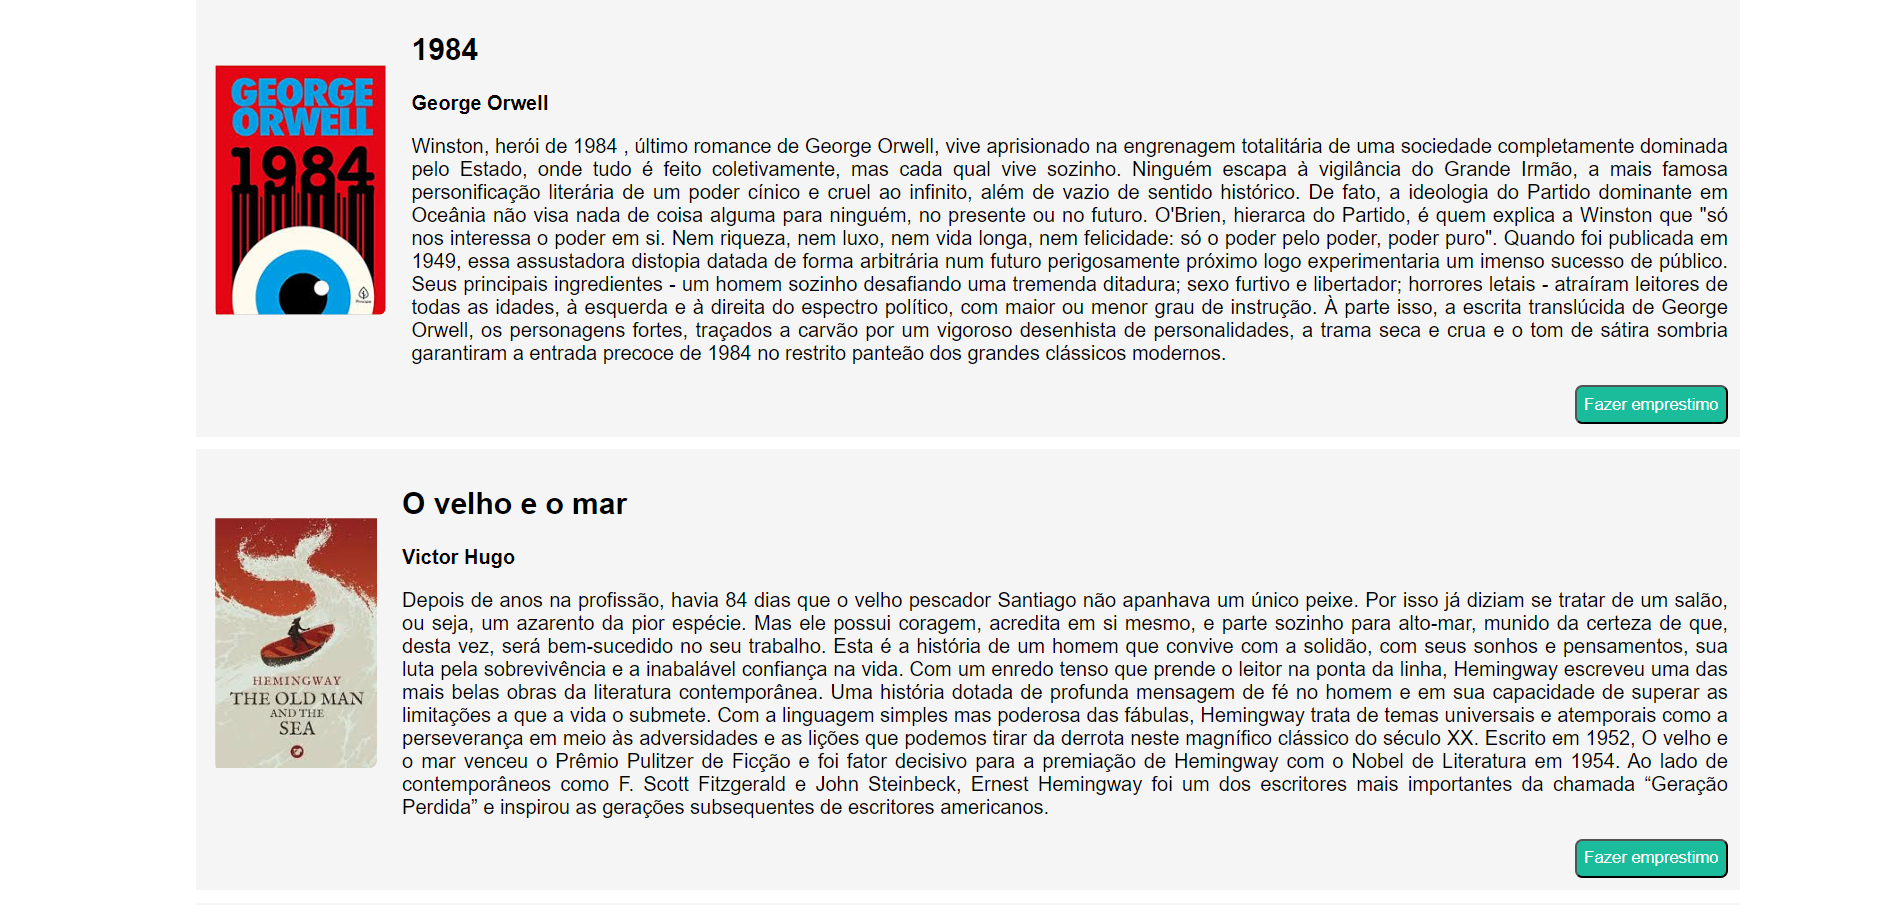 1984
George Orwell
GEORGE
ORWELL
1984
Principis
Winston, herói de 1984 , último romance de George Orwell, vive aprisionado na engrenagem totalitária de uma sociedade completamente dominada
pelo Estado, onde tudo é feito coletivamente, mas cada qual vive sozinho. Ninguém escapa à vigilância do Grande Irmão, a mais famosa
personificação literária de um poder cínico e cruel ao infinito, além de vazio de sentido histórico. De fato, a ideologia do Partido dominante em
Oceânia não visa nada de coisa alguma para ninguém, no presente ou no futuro. O'Brien, hierarca do Partido, é quem explica a Winston que "só
nos interessa o poder em si. Nem riqueza, nem luxo, nem vida longa, nem felicidade: só o poder pelo poder, poder puro". Quando foi publicada em
1949, essa assustadora distopia datada de forma arbitrária num futuro perigosamente próximo logo experimentaria um imenso sucesso de público.
Seus principais ingredientes - um homem sozinho desafiando uma tremenda ditadura; sexo furtivo e libertador; horrores letais - atraíram leitores de
todas as idades, à esquerda e à direita do espectro político, com maior ou menor grau de instrução. À parte isso, a escrita translúcida de George
Orwell, os personagens fortes, traçados a carvão por um vigoroso desenhista de personalidades, a trama seca e crua e o tom de sátira sombria
garantiram a entrada precoce de 1984 no restrito panteão dos grandes clássicos modernos.
Fazer emprestimo
O velho e o mar
Victor Hugo
HEMINGWAY
THE OLD MAN
AND THE
SEA
Depois de anos na profissão, havia 84 dias que o velho pescador Santiago não apanhava um único peixe. Por isso já diziam se tratar de um salão,
ou seja, um azarento da pior espécie. Mas ele possui coragem, acredita em si mesmo, e parte sozinho para alto-mar, munido da certeza de que,
desta vez, será bem-sucedido no seu trabalho. Esta é a história de um homem que convive com a solidão, com seus sonhos e pensamentos, sua
luta pela sobrevivência e a inabalável confiança na vida. Com um enredo tenso que prende o leitor na ponta da linha, Hemingway escreveu uma das
mais belas obras da literatura contemporânea. Uma história dotada de profunda mensagem de fé no homem e em sua capacidade de superar as
limitações a que a vida o submete. Com a linguagem simples mas poderosa das fábulas, Hemingway trata de temas universais e atemporais como a
perseverança em meio às adversidades e as lições que podemos tirar da derrota neste magnífico clássico do século XX. Escrito em 1952, O velho e
o mar venceu o Prêmio Pulitzer de Ficção e foi fator decisivo para a premiação de Hemingway com o Nobel de Literatura em 1954. Ao lado de
contemporâneos como F. Scott Fitzgerald e John Steinbeck, Ernest Hemingway foi um dos escritores mais importantes da chamada “Geração
Perdida” e inspirou as gerações subsequentes de escritores americanos.
Fazer emprestimo